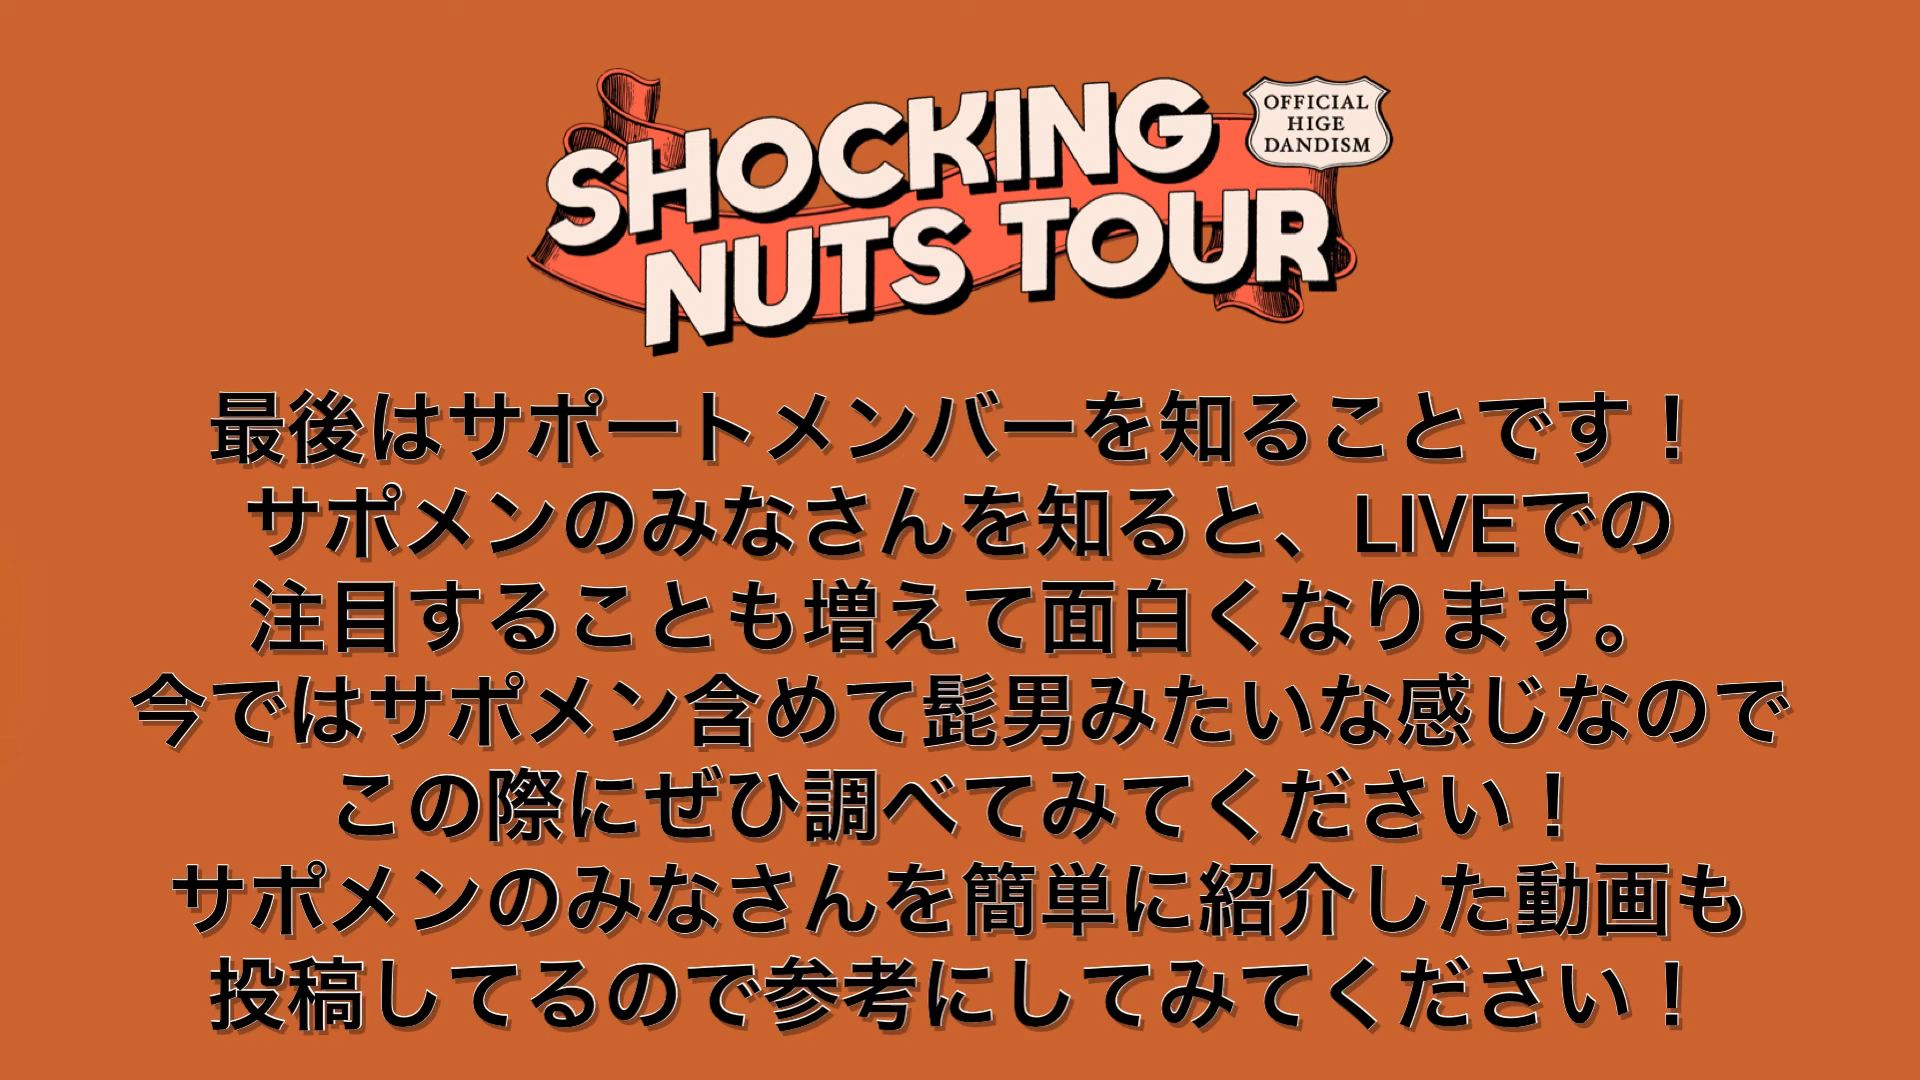 SHOCKING
NUTS TOUR
OFFICIAL
HIGE
DANDISM
最後はサポートメンバーを知ることです！
サポメンのみなさんを知ると、LIVEでの
注目することも増えて面白くなります。
今ではサポメン含めて髭男みたいな感じなので
この際にぜひ調べてみてください！
サポメンのみなさんを簡単に紹介した動画も
投稿してるので参考にしてみてください！